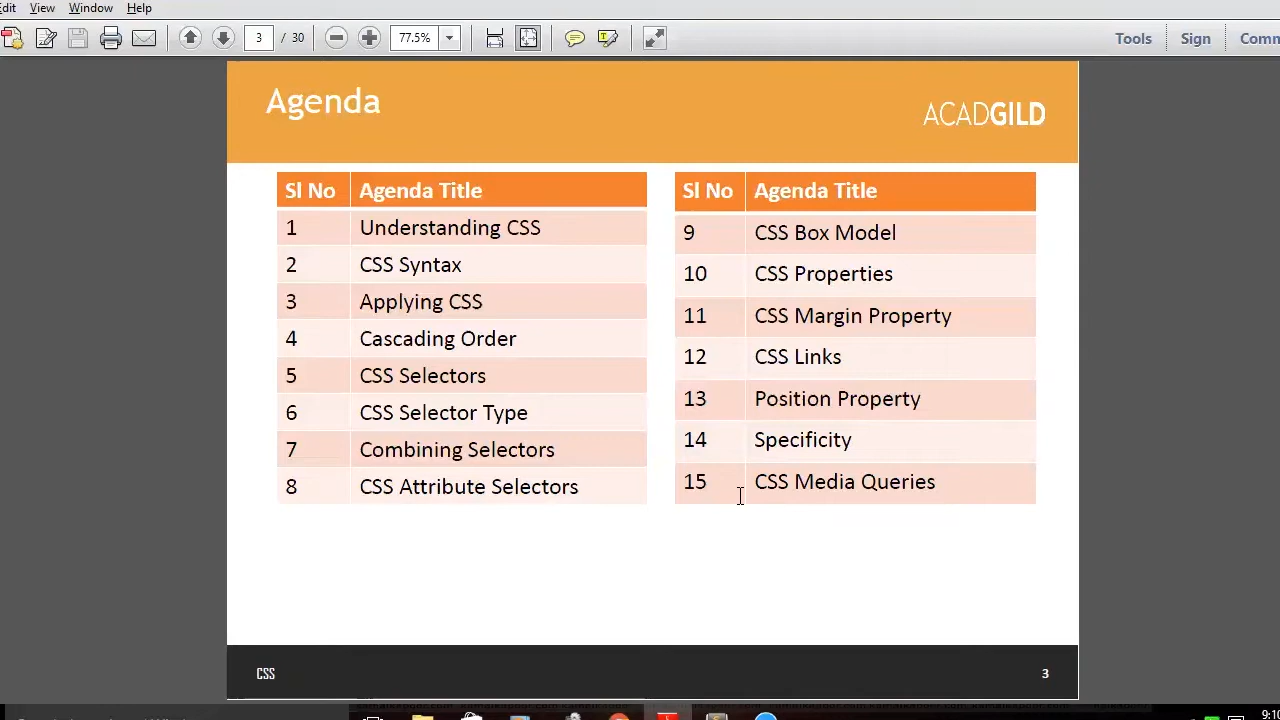 dit View Window Help
3 / 30 77.5% Tools Sign Comm
Agenda
ACADGILD
Sl No Agenda Title
1 Understanding CSS
2 CSS Syntax
3 Applying CSS
4 Cascading Order
5 CSS Selectors
6 CSS Selector Type
7 Combining Selectors
8 CSS Attribute Selectors
Sl No Agenda Title
9 CSS Box Model
10 CSS Properties
11 CSS Margin Property
12 CSS Links
13 Position Property
14 Specificity
15 CSS Media Queries
CSS 3